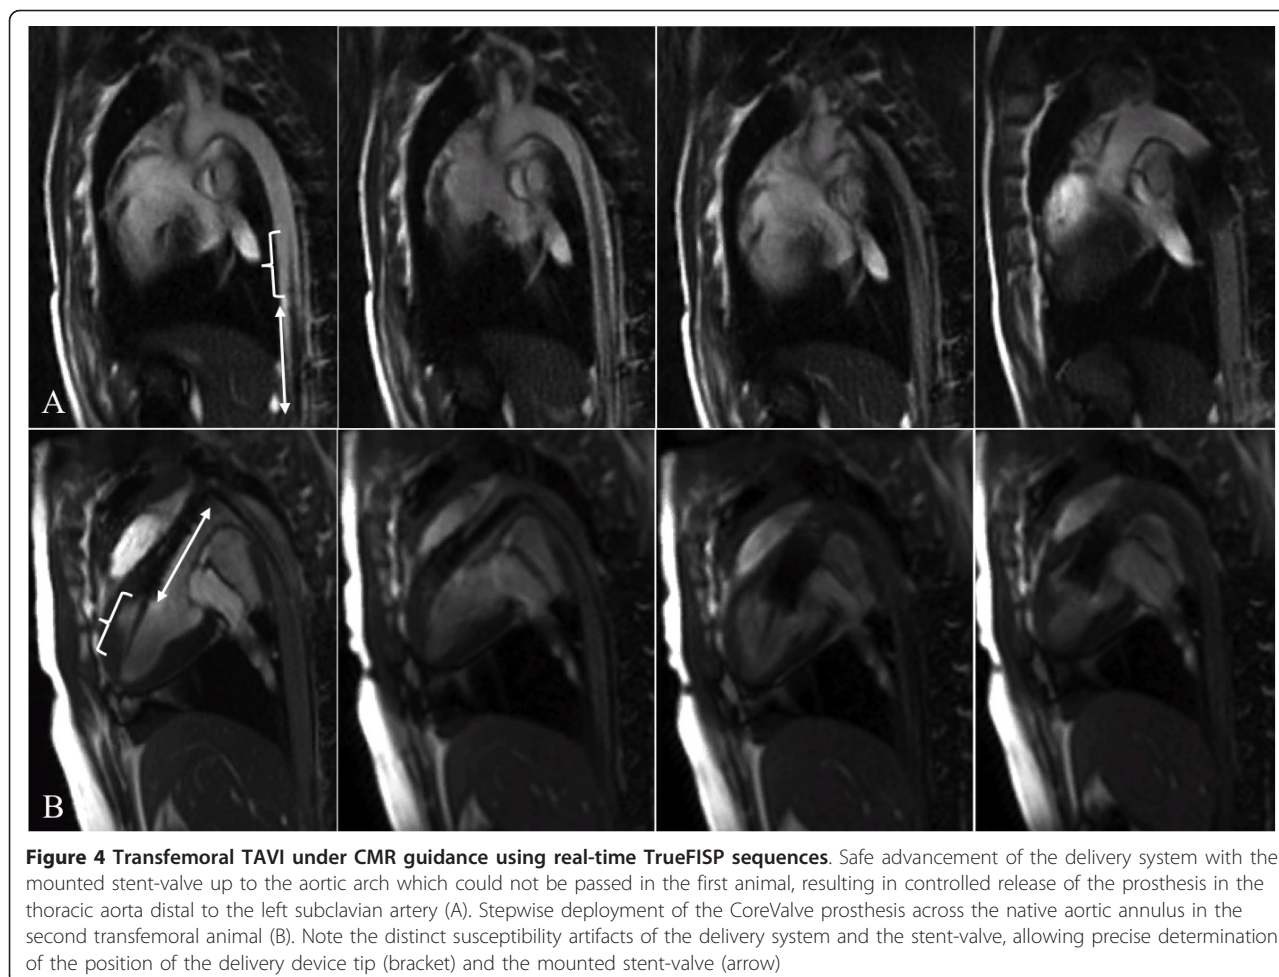 A
B
Figure 4 Transfemoral TAVI under CMR guidance using real-time TrueFISP sequences. Safe advancement of the delivery system with the
mounted stent-valve up to the aortic arch which could not be passed in the first animal, resulting in controlled release of the prosthesis in the
thoracic aorta distal to the left subclavian artery (A). Stepwise deployment of the CoreValve prosthesis across the native aortic annulus in the
second transfemoral animal (B). Note the distinct susceptibility artifacts of the delivery system and the stent-valve, allowing precise determination
of the position of the delivery device tip (bracket) and the mounted stent-valve (arrow)